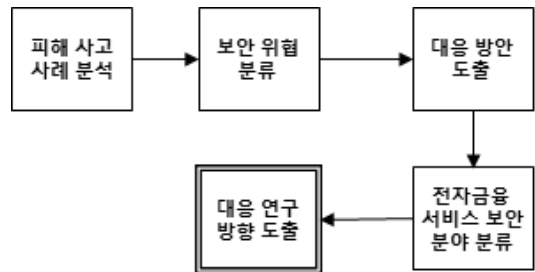 피해 사고
사례 분석
보안 위협
분류
대응 방안
도출
전자금융
서비스 보안
분야 분류
대응 연구
방향 도출